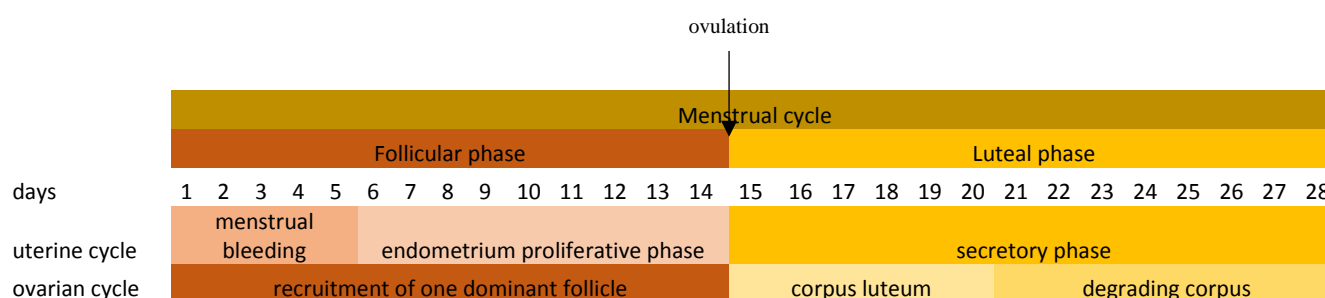 ovulation
Menstrual cycle
Follicular phase Luteal phase
days 1 2 3 4 5 6 7 8 9 10 11 12 13 14 15 16 17 18 19 20 21 22 23 24 25 26 27 28
menstrual
uterine cycle bleeding endometrium proliferative phase secretory phase
ovarian cycle recruitment of one dominant follicle corpus luteum degrading corpus